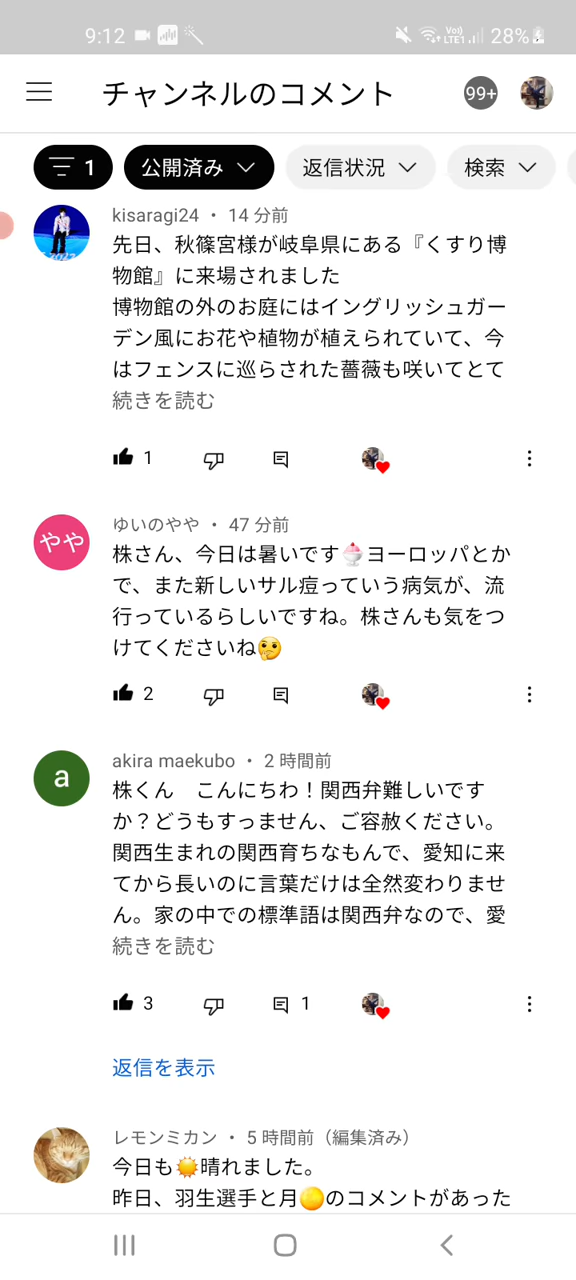 9:12 Vo) LTE1 28%
チャンネルのコメント 99+
1 公開済み 返信状況 検索
kisaragi24 · 14 分前
先日、秋篠宮様が岐阜県にある『くすり博
物館』に来場されました
博物館の外のお庭にはイングリッシュガー
デン風にお花や植物が植えられていて、今
はフェンスに巡らされた薔薇も咲いてとて
続きを読む
1
やや
ゆいのやや · 47 分前
株さん、今日は暑いです🍧ヨーロッパとか
で、また新しいサル痘っていう病気が、流
行っているらしいですね。株さんも気をつ
けてくださいね🤔
2
a
akira maekubo · 2 時間前
株くん　こんにちわ！関西弁難しいです
か？どうもすっません、ご容赦ください。
関西生まれの関西育ちなもんで、愛知に来
てから長いのに言葉だけは全然変わりませ
ん。家の中での標準語は関西弁なので、愛
続きを読む
3 1
返信を表示
レモンミカン · 5 時間前（編集済み）
今日も☀️晴れました。
昨日、羽生選手と月🌕のコメントがあった